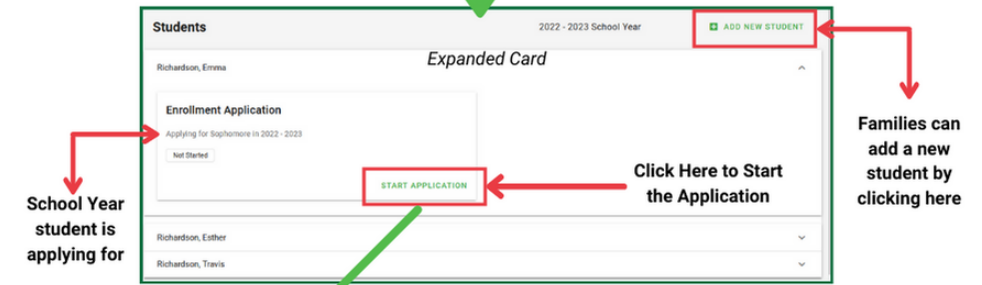 Students
2022 - 2023 School Year
ADD NEW STUDENT
Expanded Card
Richardson, Emma
Enrollment Application
Applying for Sophomore in 2022 - 2023
Not Started
START APPLICATION
Click Here to Start
the Application
Families can
add a new
student by
clicking here
School Year
student is
applying for
Richardson, Esther
Richardson, Travis